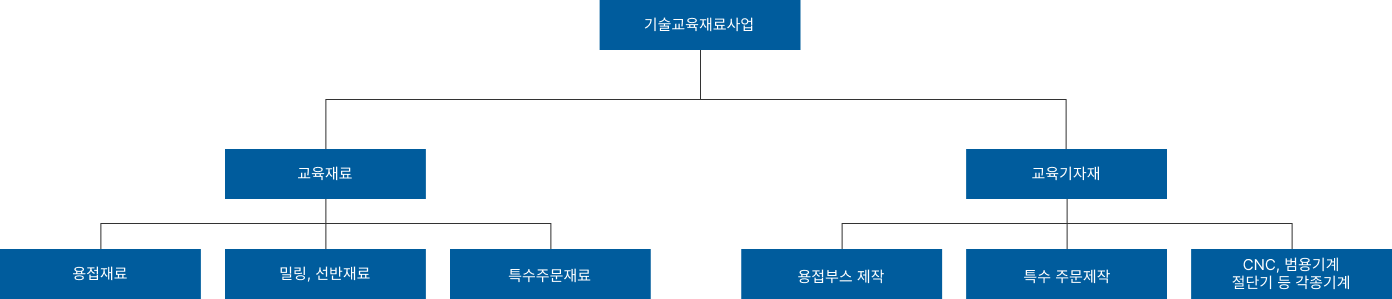 기술교육재료사업
교육재료
교육기자재
용접재료
밀링, 선반재료
특수주문재료
용접부스 제작
특수 주문제작
CNC, 범용기계
절단기 등 각종기계